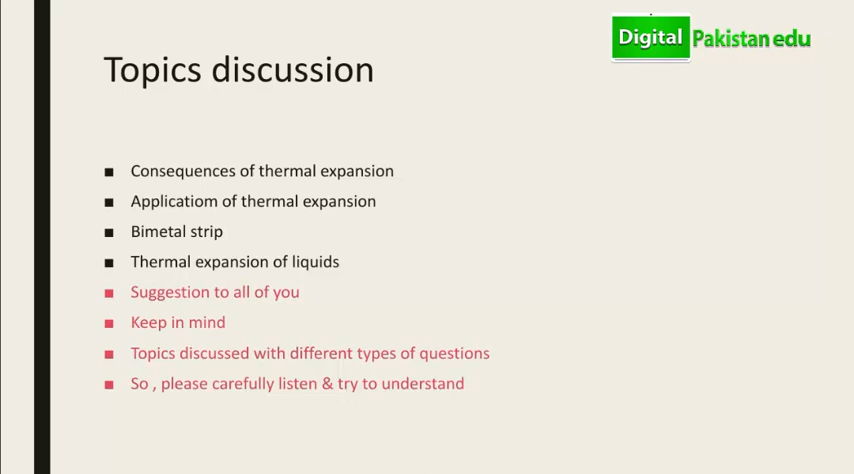 Digital Pakistan edu
Topics discussion
Consequences of thermal expansion
Applicatiom of thermal expansion
Bimetal strip
Thermal expansion of liquids
Suggestion to all of you
Keep in mind
Topics discussed with different types of questions
So , please carefully listen & try to understand